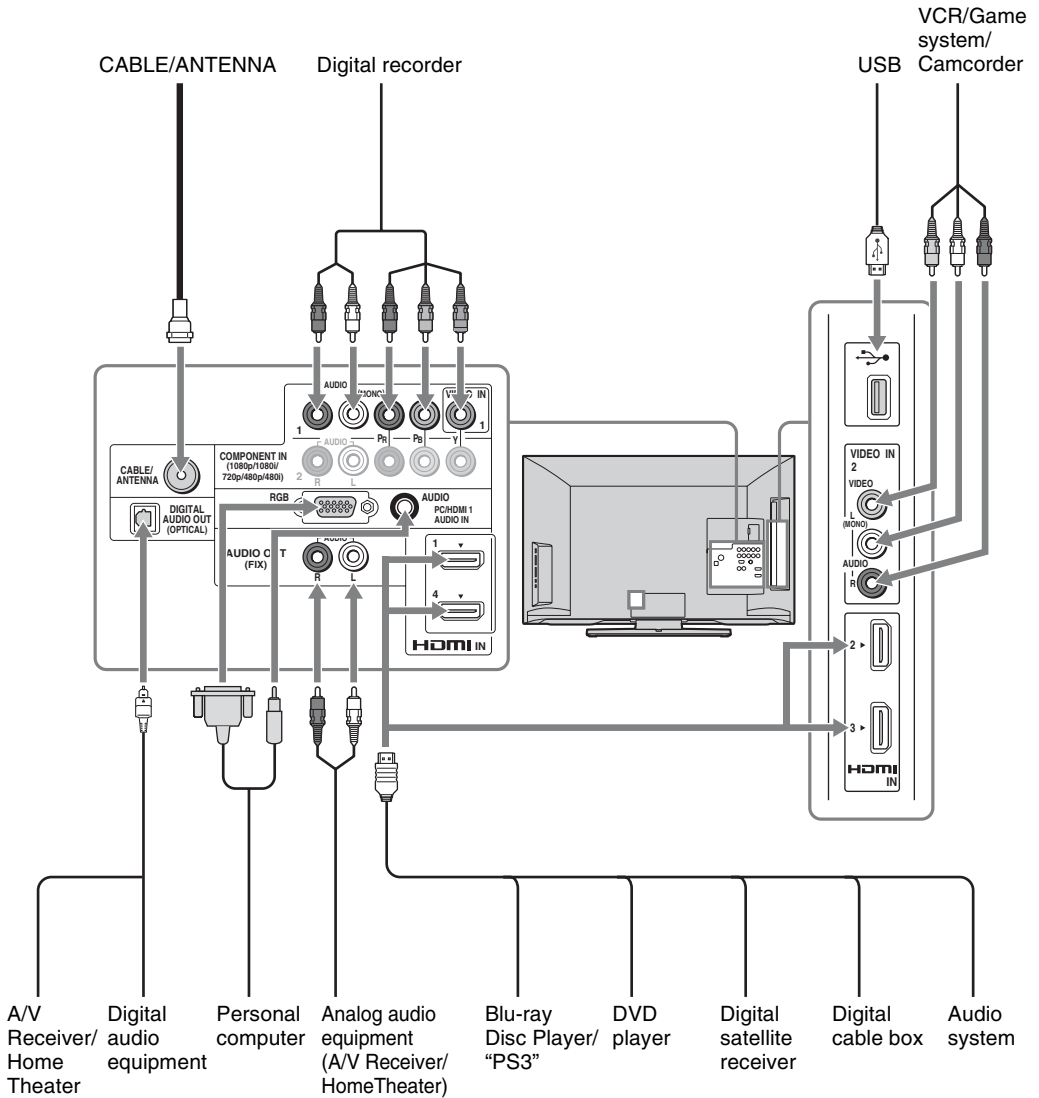 VCR/Game
system/
Camcorder
CABLE/ANTENNA
Digital recorder
USB
AUDIO
(MONO)
VIDEO IN
1
1
AUDIO
PR
PB
Y
COMPONENT IN
(1080p/1080i/
720p/480p/480i)
2
R
L
CABLE/
ANTENNA
DIGITAL
AUDIO OUT
(OPTICAL)
RGB
AUDIO
PC/HDMI 1
AUDIO IN
AUDIO OUT
(FIX)
AUDIO
R
L
1
4
HDMI IN
VIDEO IN
2
VIDEO
L
(MONO)
AUDIO
R
2
3
HDMI
IN
A/V
Receiver/
Home
Theater
Digital
audio
equipment
Personal
computer
Analog audio
equipment
(A/V Receiver/
HomeTheater)
Blu-ray
Disc Player/
“PS3”
DVD
player
Digital
satellite
receiver
Digital
cable box
Audio
system